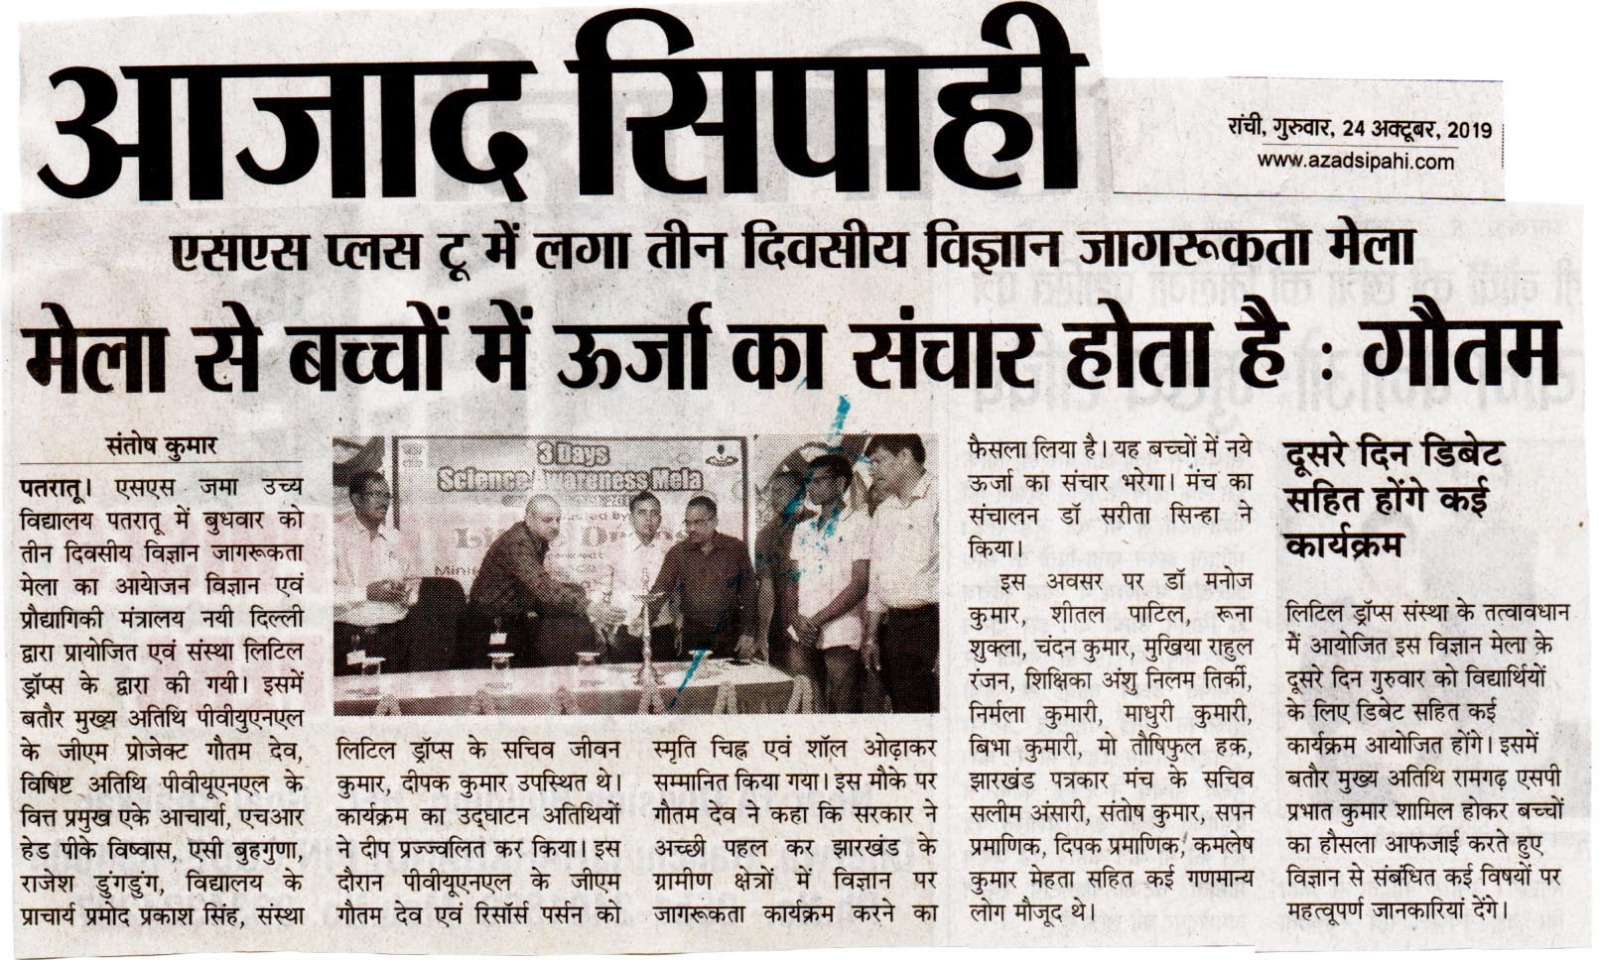 आजाद सिपाही
रांची, गुरुवार, 24 अक्टूबर, 2019
www.azadsipahi.com
एसएस प्लस टू में लगा तीन दिवसीय विज्ञान जागरूकता मेला
मेला से बच्चों में ऊर्जा का संचार होता है : गौतम
संतोष कुमार
पतरातू। एसएस जमा उच्च
विद्यालय पतरातू में बुधवार को
तीन दिवसीय विज्ञान जागरूकता
मेला का आयेाजन विज्ञान एवं
प्रौद्यागिकी मंत्रालय नयी दिल्ली
द्वारा प्रायोजित एवं संस्था लिटिल
ड्रॉप्स के द्वारा की गयी। इसमें
बतौर मुख्य अतिथि पीवीयूएनएल
के जीएम प्रोजेक्ट गौतम देव,
विषिष्ट अतिथि पीवीयूएनएल के
वित्त प्रमुख एके आचार्या, एचआर
हेड पीके विष्वास, एसी बुहगुणा,
राजेश डुंगडुंग, विद्यालय के
प्राचार्य प्रमोद प्रकाश सिंह, संस्था
3 Days
Science Awareness Mela
लिटिल ड्रॉप्स के सचिव जीवन
कुमार, दीपक कुमार उपस्थित थे।
कार्यक्रम का उद्घाटन अतिथियों
ने दीप प्रज्ज्वलित कर किया। इस
दौरान पीवीयूएनएल के जीएम
गौतम देव एवं रिसॉर्स पर्सन को
स्मृति चिह्न एवं शॉल ओढ़ाकर
सम्मानित किया गया। इस मौके पर
गौतम देव ने कहा कि सरकार ने
अच्छी पहल कर झारखंड के
ग्रामीण क्षेत्रों में विज्ञान पर
जागरूकता कार्यक्रम करने का
फैसला लिया है। यह बच्चों में नये
ऊर्जा का संचार भरेगा। मंच का
संचालन डॉ सरीता सिन्हा ने
किया।
इस अवसर पर डॉ मनोज
कुमार, शीतल पाटिल, रूना
शुक्ला, चंदन कुमार, मुखिया राहुल
रंजन, शिक्षिका अंशु निलम तिर्की,
निर्मला कुमारी, माधुरी कुमारी,
बिभा कुमारी, मो तौषिफुल हक,
झारखंड पत्रकार मंच के सचिव
सलीम अंसारी, संतोष कुमार, सपन
प्रमाणिक, दिपक प्रमाणिक, कमलेष
कुमार मेहता सहित कई गणमान्य
लोग मौजूद थे।
दूसरे दिन डिबेट
सहित होंगे कई
कार्यक्रम
लिटिल ड्रॉप्स संस्था के तत्वावधान
में आयोजित इस विज्ञान मेला के
दूसरे दिन गुरुवार को विद्यार्थियों
के लिए डिबेट सहित कई
कार्यक्रम आयोजित होंगे। इसमें
बतौर मुख्य अतिथि रामगढ़ एसपी
प्रभात कुमार शामिल होकर बच्चों
का हौसला आफजाई करते हुए
विज्ञान से संबंधित कई विषयों पर
महत्वूपर्ण जानकारियां देंगे।